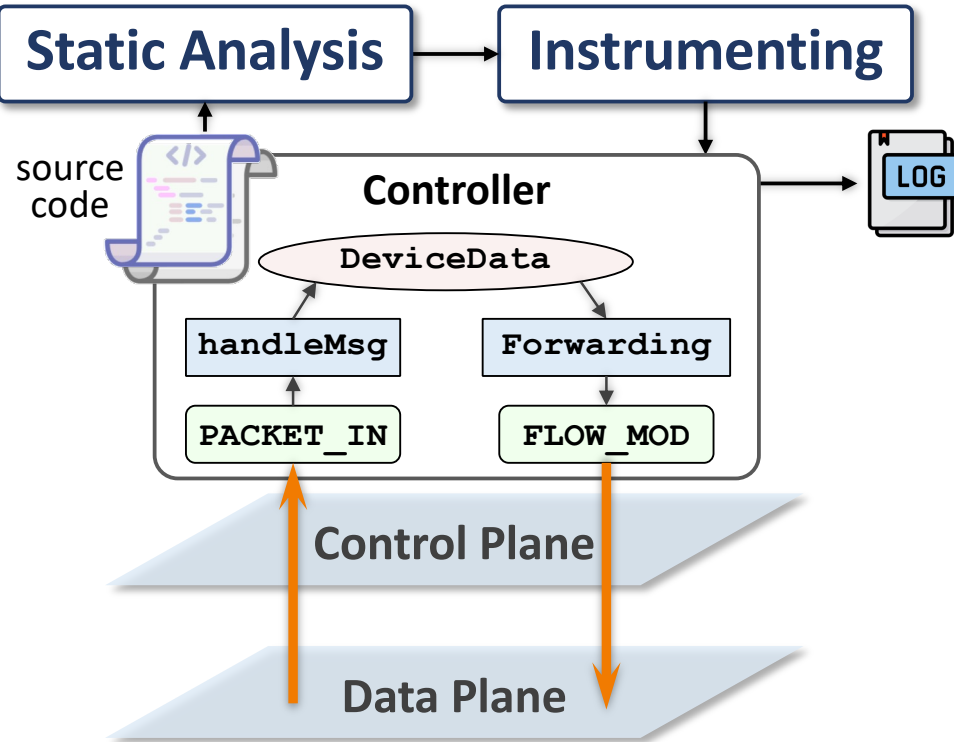 Static Analysis
Instrumenting
source
code
</>
Controller
LOG
DeviceData
handleMsg
Forwarding
PACKET_IN
FLOW_MOD
Control Plane
Data Plane